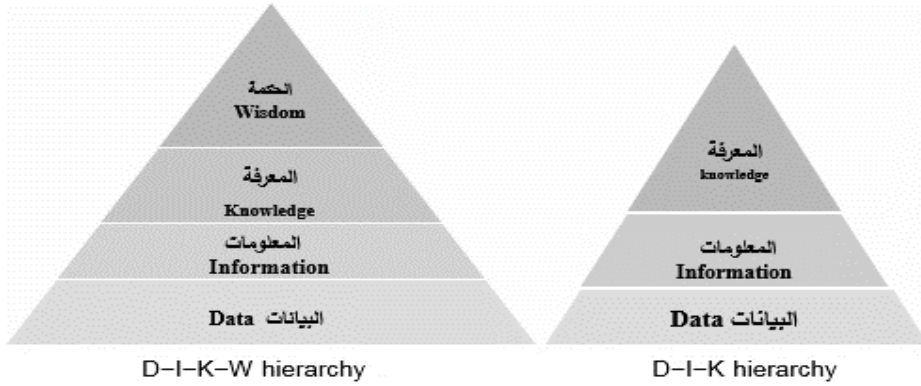 الحكمة
Wisdom
المعرفة
Knowledge
المعلومات
Information
البيانات Data
D-I-K-W hierarchy
المعرفة
knowledge
المعلومات
Information
البيانات Data
D-I-K hierarchy